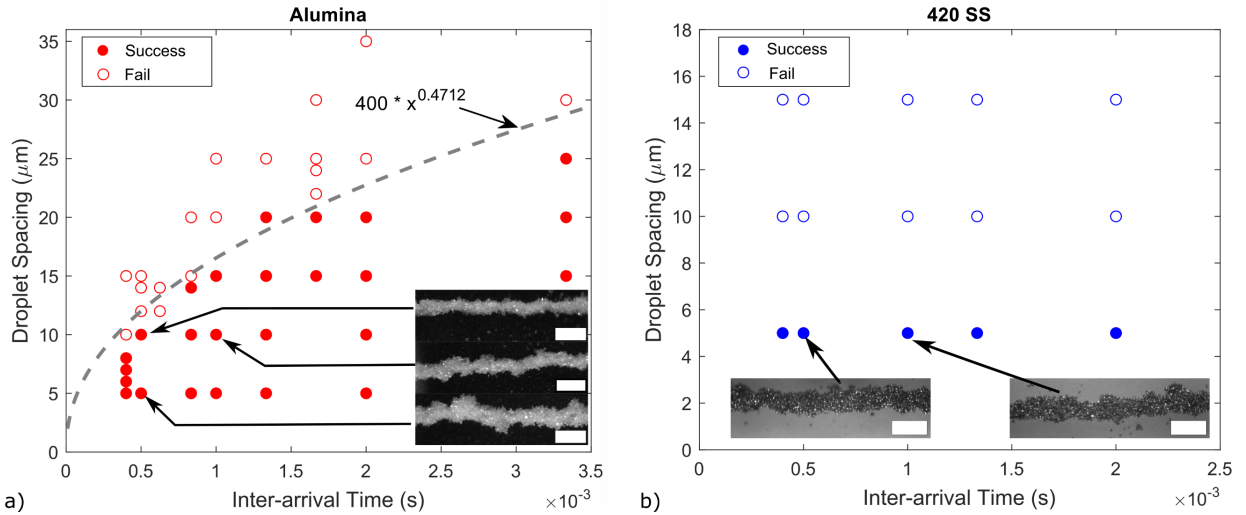 Alumina
35
30
25
20
15
10
5
0
Droplet Spacing (μm)
Success
Fail
400 * x^0.4712
0
0.5
1
1.5
2
2.5
3
3.5
Inter-arrival Time (s)
×10^-3
a)
420 SS
18
16
14
12
10
8
6
4
2
0
Droplet Spacing (μm)
Success
Fail
0
0.5
1
1.5
2
2.5
Inter-arrival Time (s)
×10^-3
b)